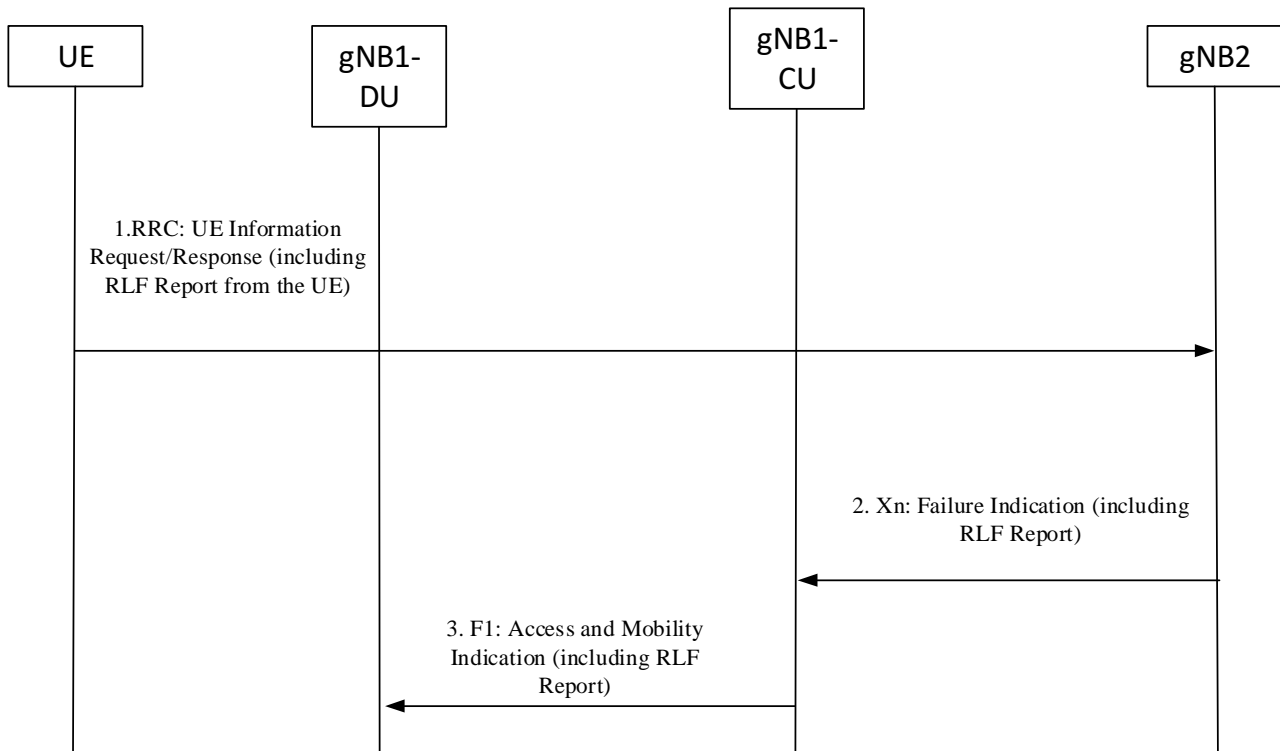 UE
gNB1-
DU
gNB1-
CU
gNB2
1.RRC: UE Information
Request/Response (including
RLF Report from the UE)
2. Xn: Failure Indication (including
RLF Report)
3. F1: Access and Mobility
Indication (including RLF
Report)